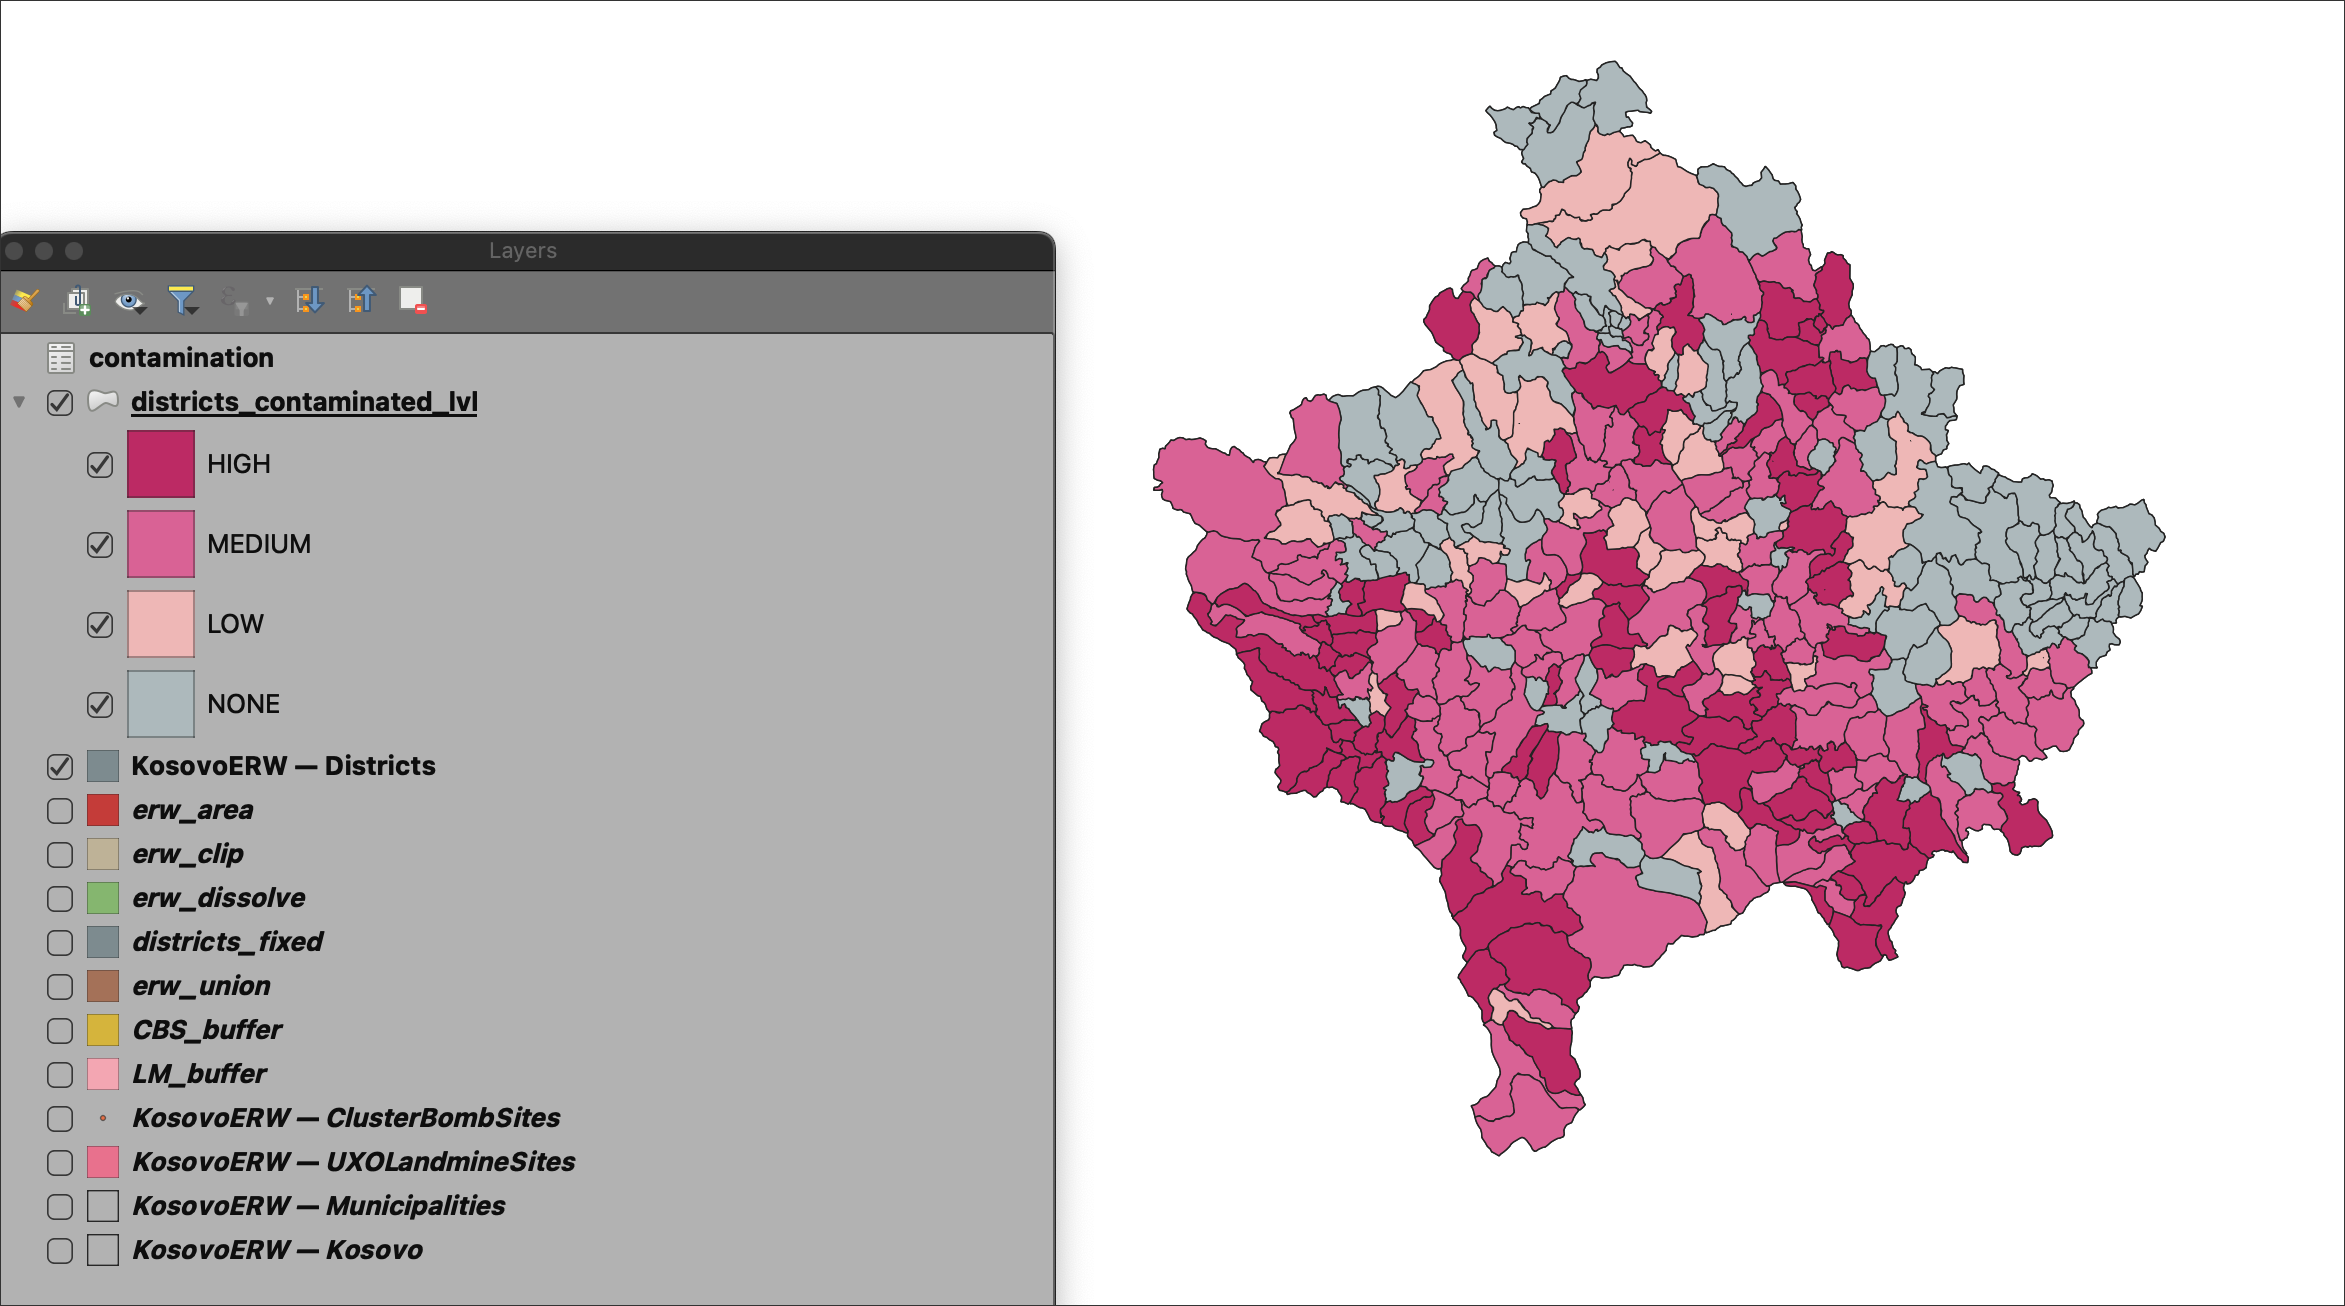 Layers
contamination
districts_contaminated_lvl
HIGH
MEDIUM
LOW
NONE
KosovoERW — Districts
erw_area
erw_clip
erw_dissolve
districts_fixed
erw_union
CBS_buffer
LM_buffer
KosovoERW — ClusterBombSites
KosovoERW — UXOLandmineSites
KosovoERW — Municipalities
KosovoERW — Kosovo